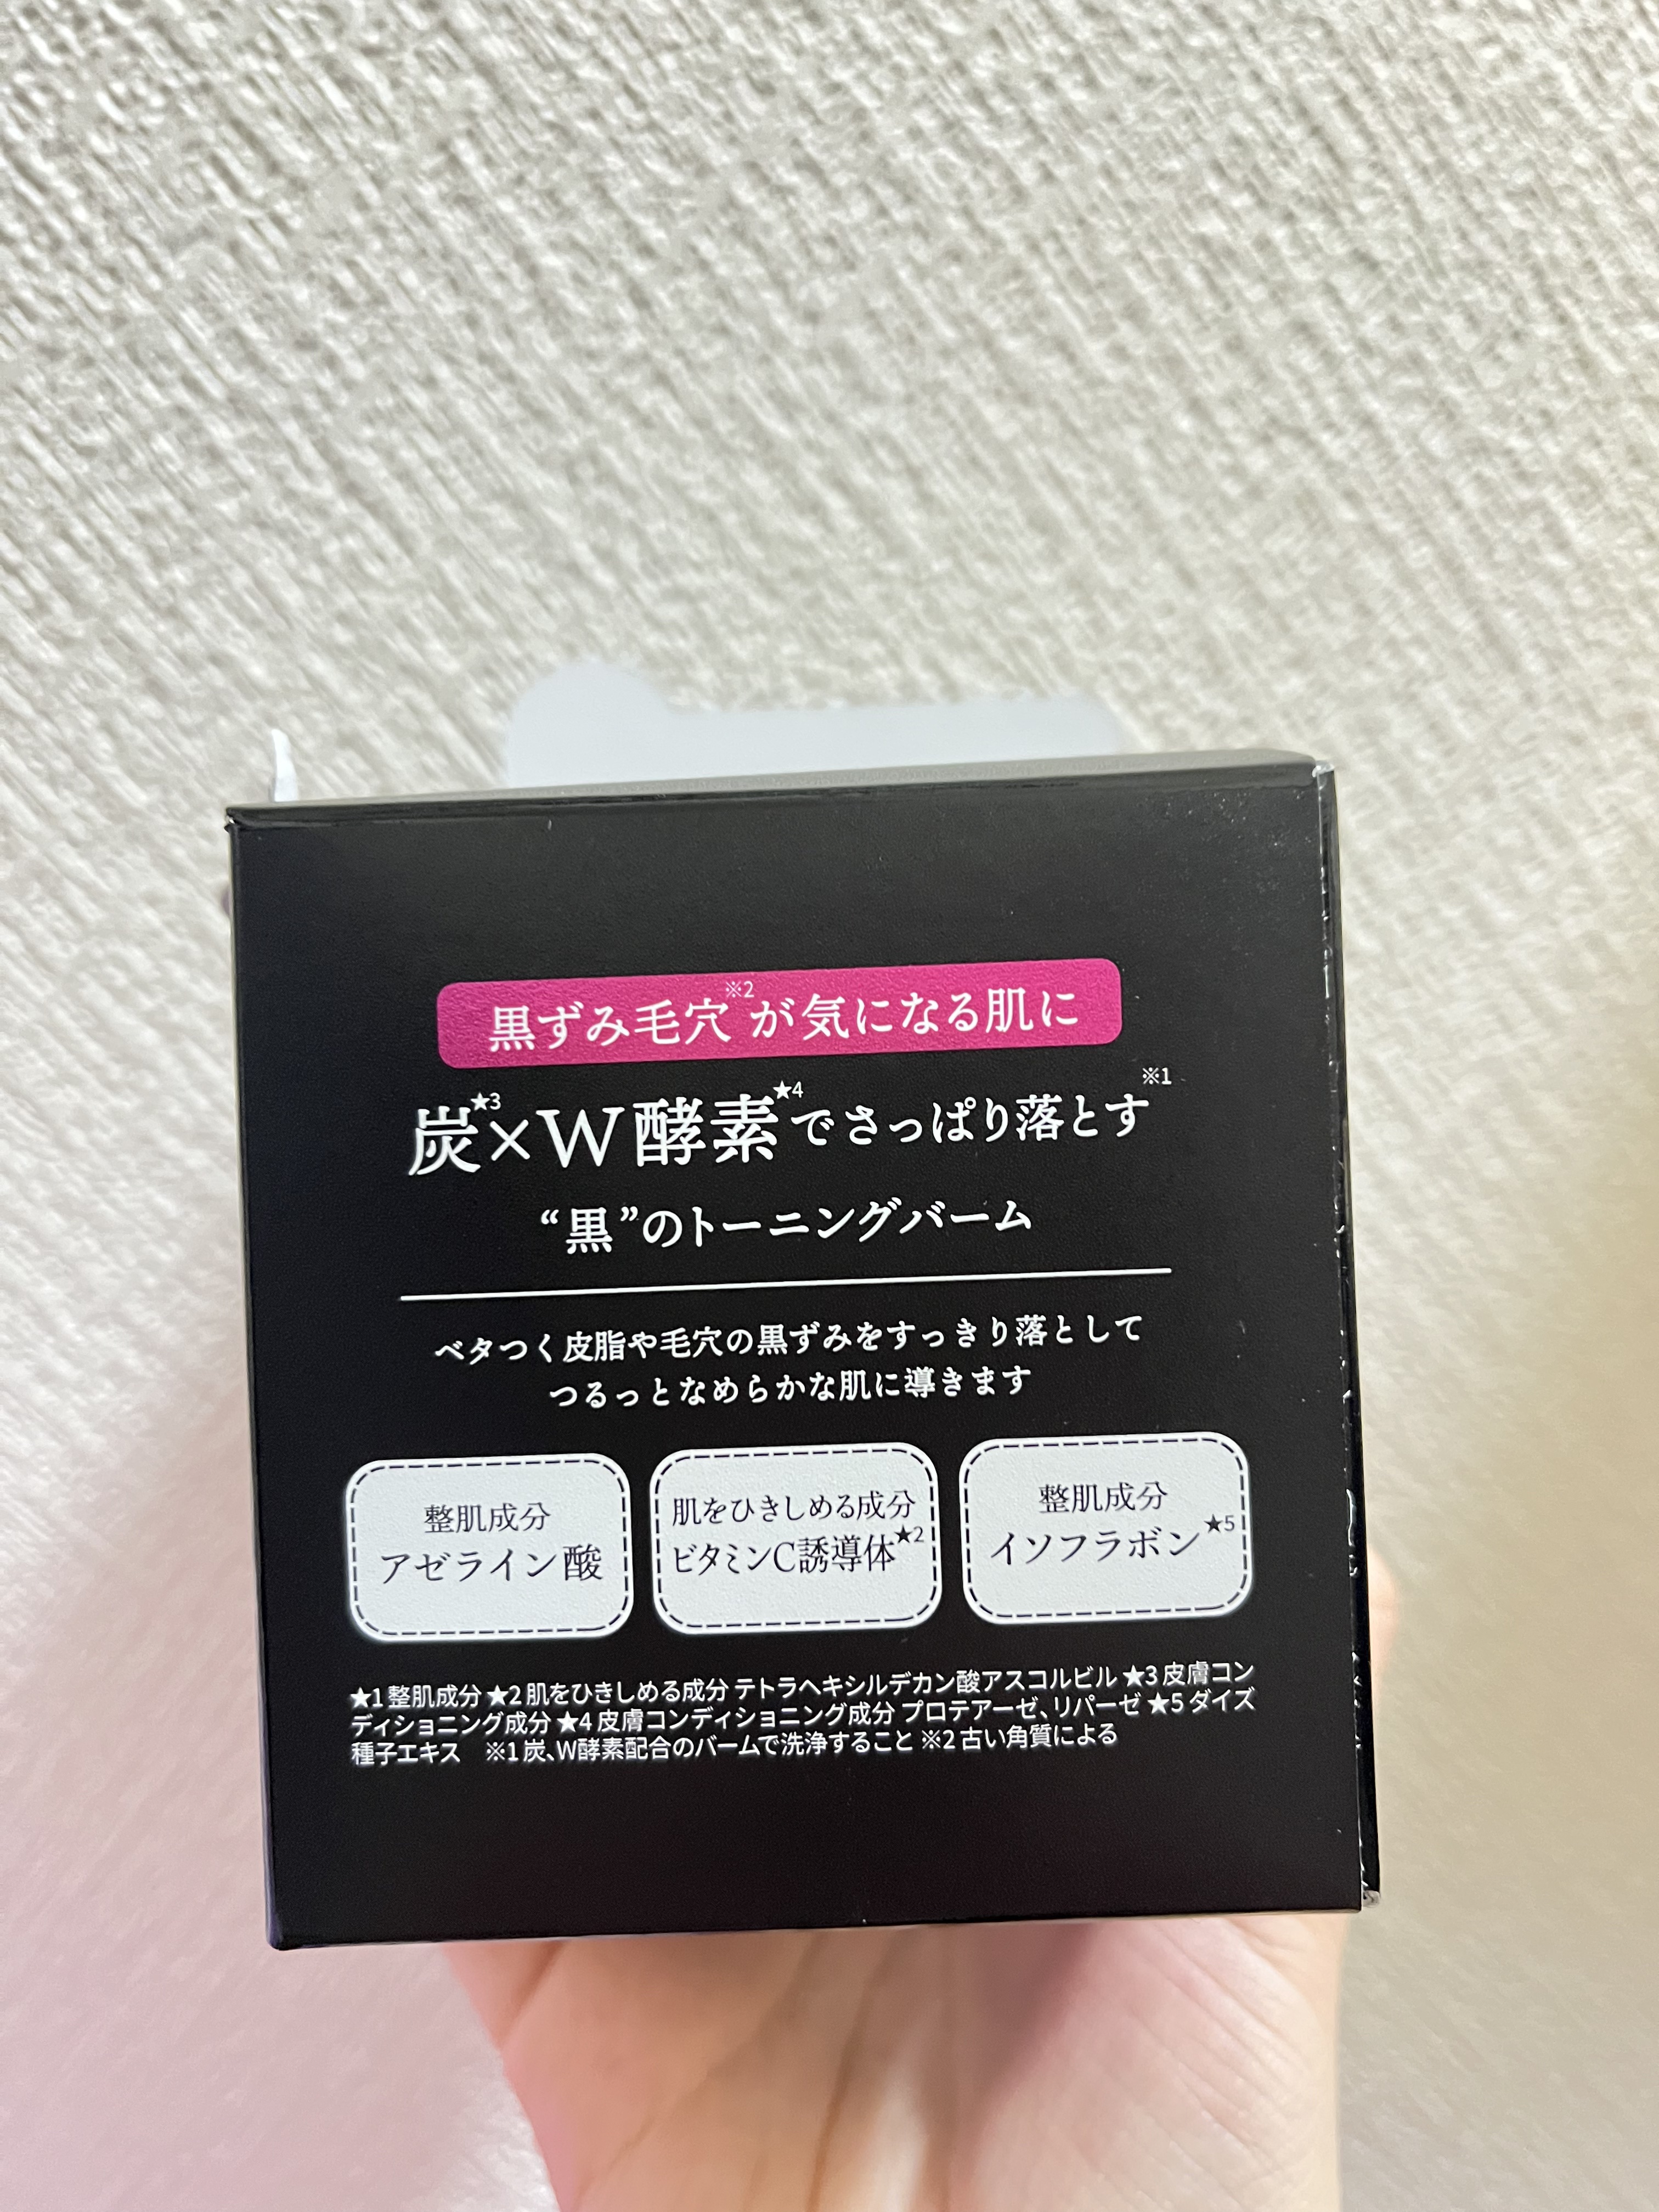 黒ずみ毛穴※2が気になる肌に
炭★3×W酵素★4でさっぱり落とす※1
“黒”のトーニングバーム
ベタつく皮脂や毛穴の黒ずみをすっきり落として
つるっとなめらかな肌に導きます
整肌成分
アゼライン酸
肌をひきしめる成分
ビタミンC誘導体★2
整肌成分
イソフラボン★5
★1 整肌成分 ★2 肌をひきしめる成分 テトラヘキシルデカン酸アスコルビル ★3 皮膚コン
ディショニング成分 ★4 皮膚コンディショニング成分 プロテアーゼ、リパーゼ ★5 ダイズ
種子エキス ※1 炭、W酵素配合のバームで洗浄すること ※2 古い角質による